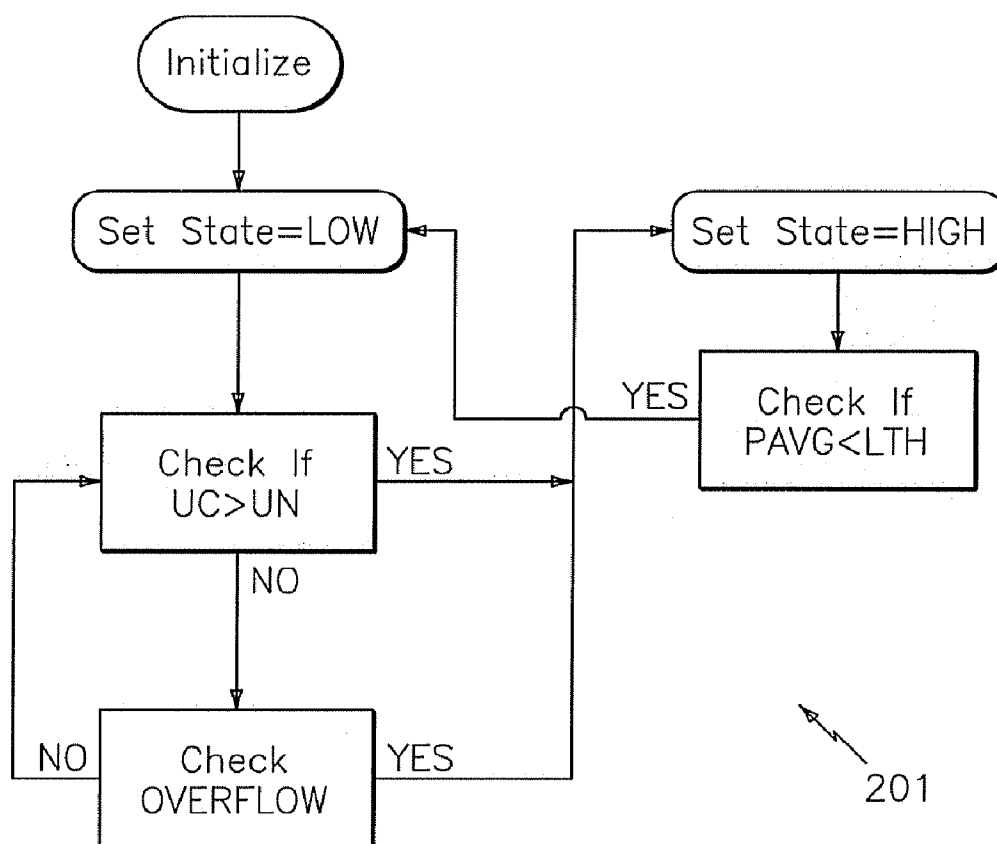 Initialize
Set State=LOW
Set State=HIGH
Check If
PAVG<LTH
YES
Check If
UC>UN
YES
NO
Check
OVERFLOW
NO
YES
201